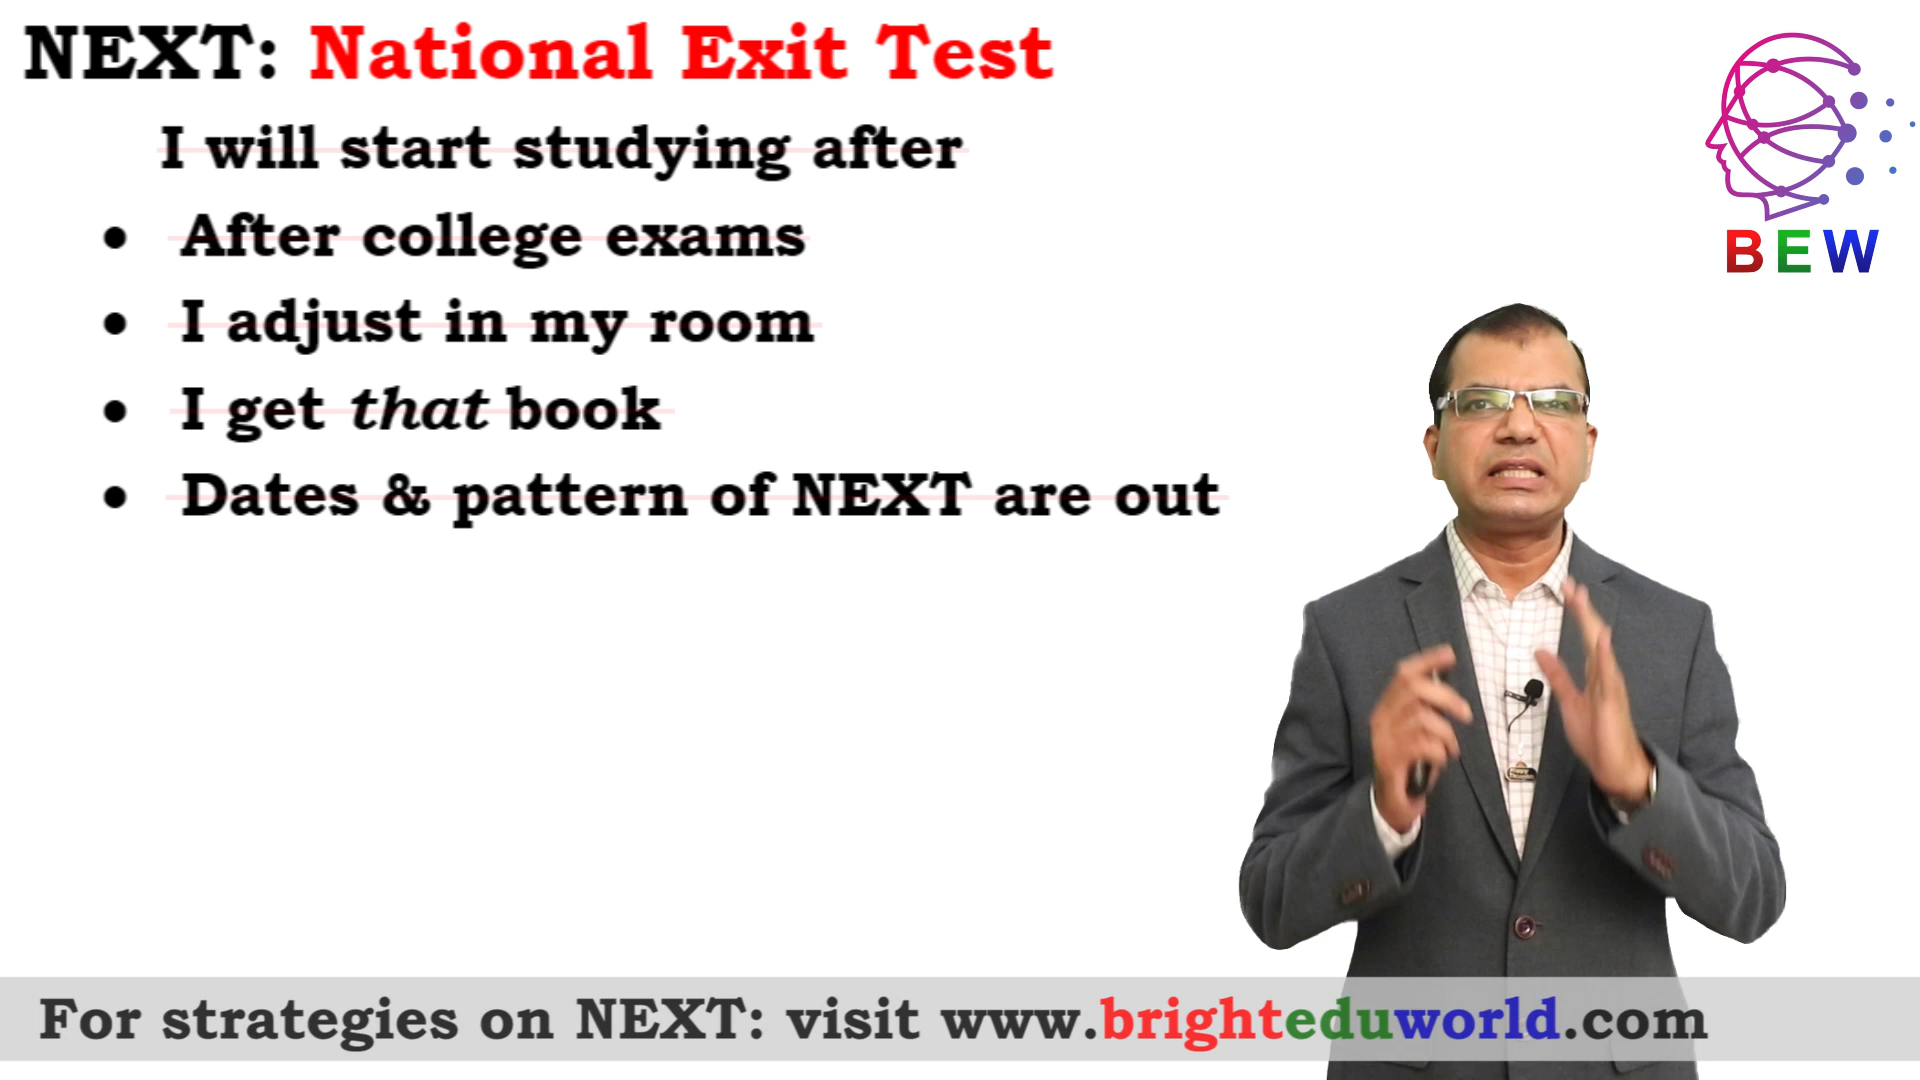 NEXT: National Exit Test
I will start studying after
• After college exams
• I adjust in my room
• I get that book
• Dates & pattern of NEXT are out
BEW
For strategies on NEXT: visit www.brighteduworld.com